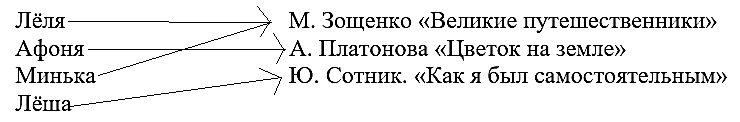 Лёля М. Зощенко «Великие путешественники»
Афоня А. Платонова «Цветок на земле»
Минька Ю. Сотник. «Как я был самостоятельным»
Лёша